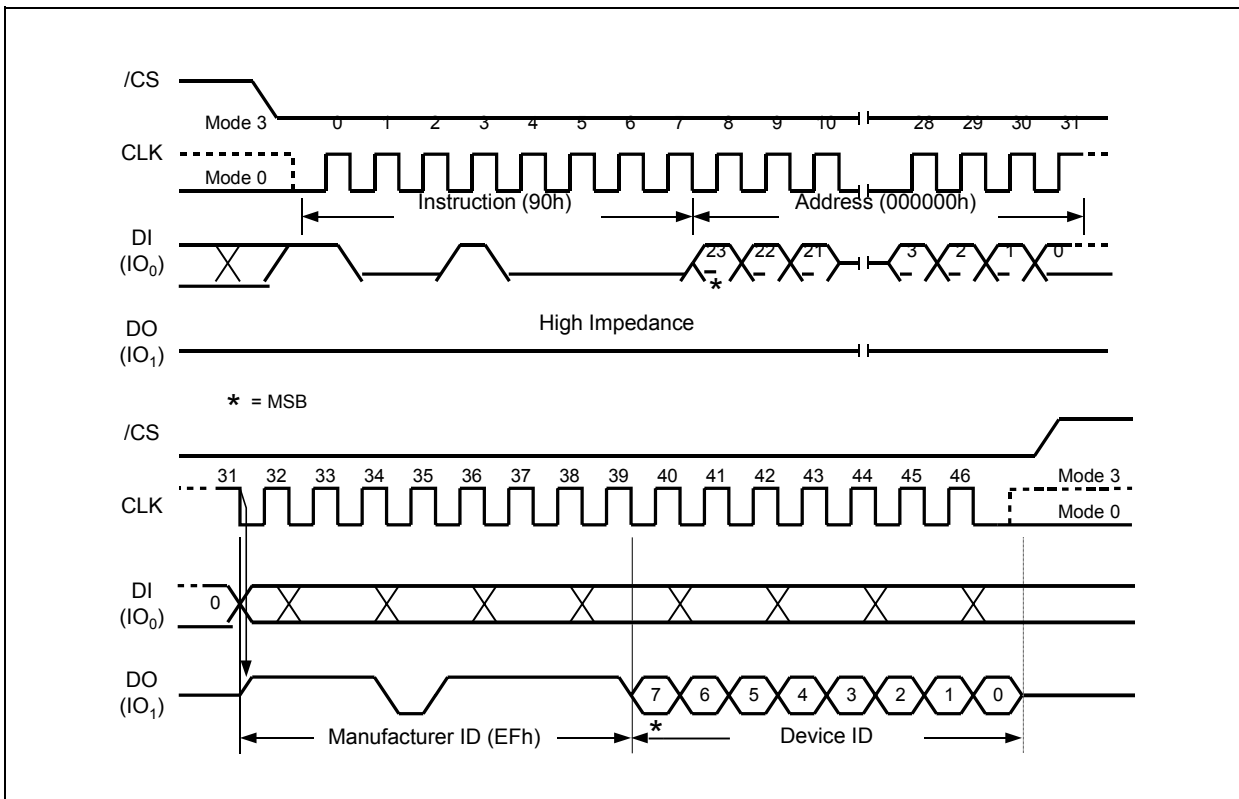 /CS
Mode 3 0 1 2 3 4 5 6 7 8 9 10 28 29 30 31
CLK
Mode 0
Instruction (90h) Address (000000h)
DI
(IO0)
23 22 21 3 2 1 0
*
High Impedance
DO
(IO1)
* = MSB
/CS
31 32 33 34 35 36 37 38 39 40 41 42 43 44 45 46 Mode 3
CLK
Mode 0
DI
(IO0)
0
DO
(IO1)
7 6 5 4 3 2 1 0
*
Manufacturer ID (EFh) Device ID